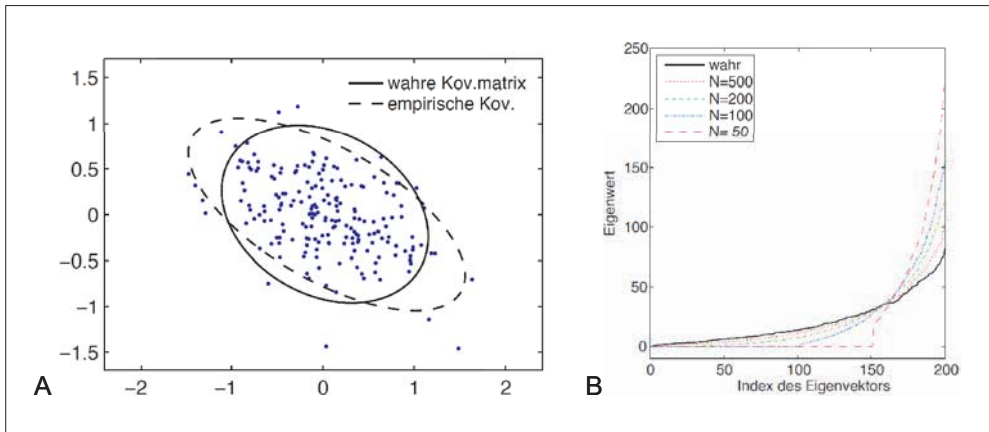 wahre Kov.matrix
empirische Kov.
1.5
1
0.5
0
−0.5
−1
−1.5
−2
−1
0
1
2
A
wahr
N=500
N=200
N=100
N= 50
250
200
150
100
50
0
Eigenwert
0
50
100
150
200
Index des Eigenvektors
B